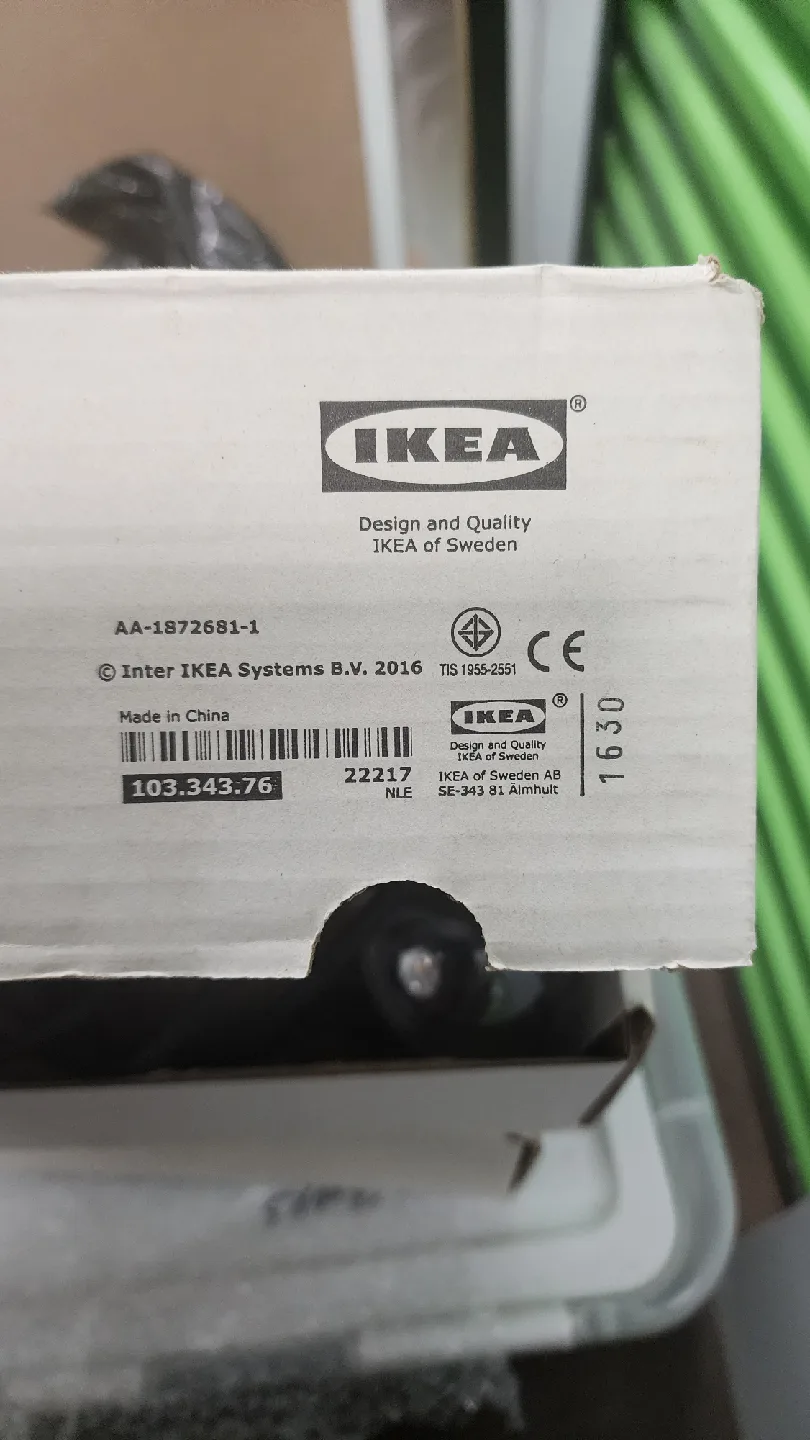 IKEA®
Design and Quality
IKEA of Sweden
AA-1872681-1
© Inter IKEA Systems B.V. 2016
TIS 1955-2551
CE
Made in China
103.343.76
22217
NLE
IKEA®
Design and Quality
IKEA of Sweden
IKEA of Sweden AB
SE-343 81 Älmhult
1630